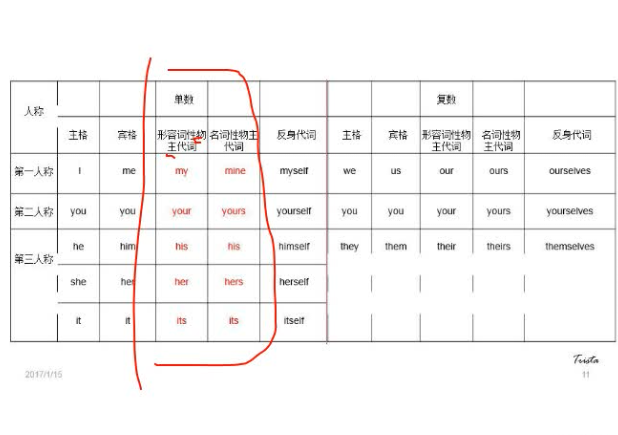 人称 单数 复数
主格 宾格 形容词性物主代词 名词性物主代词 反身代词 主格 宾格 形容词性物主代词 名词性物主代词 反身代词
第一人称 I me my mine myself we us our ours ourselves
第二人称 you you your yours yourself you you your yours yourselves
第三人称 he him his his himself they them their theirs themselves
she her her hers herself
it it its its itself
Trista
2017/1/15 11